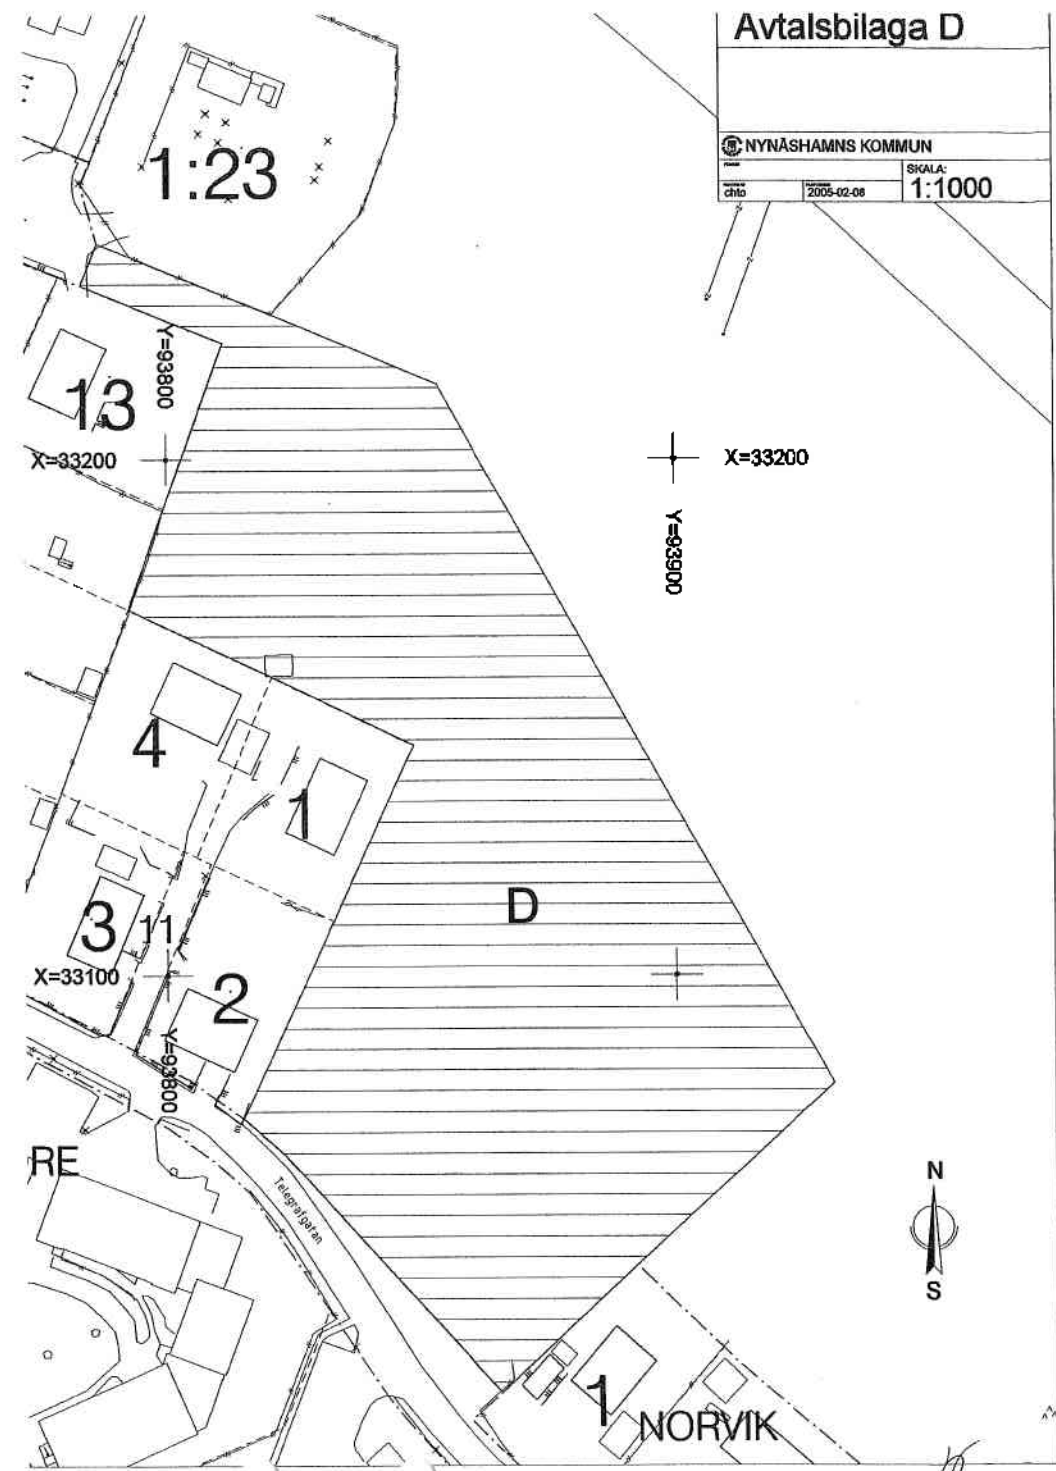 Avtalsbilaga D
NYNÄSHAMNS KOMMUN
SKALA:
1:1000
chto
2005-02-08
1:23
Y=93800
13
X=33200
X=33200
Y=93900
4
1
D
3
11
X=33100
2
Y=93800
RE
Telegrafgatan
N
S
1
NORVIK